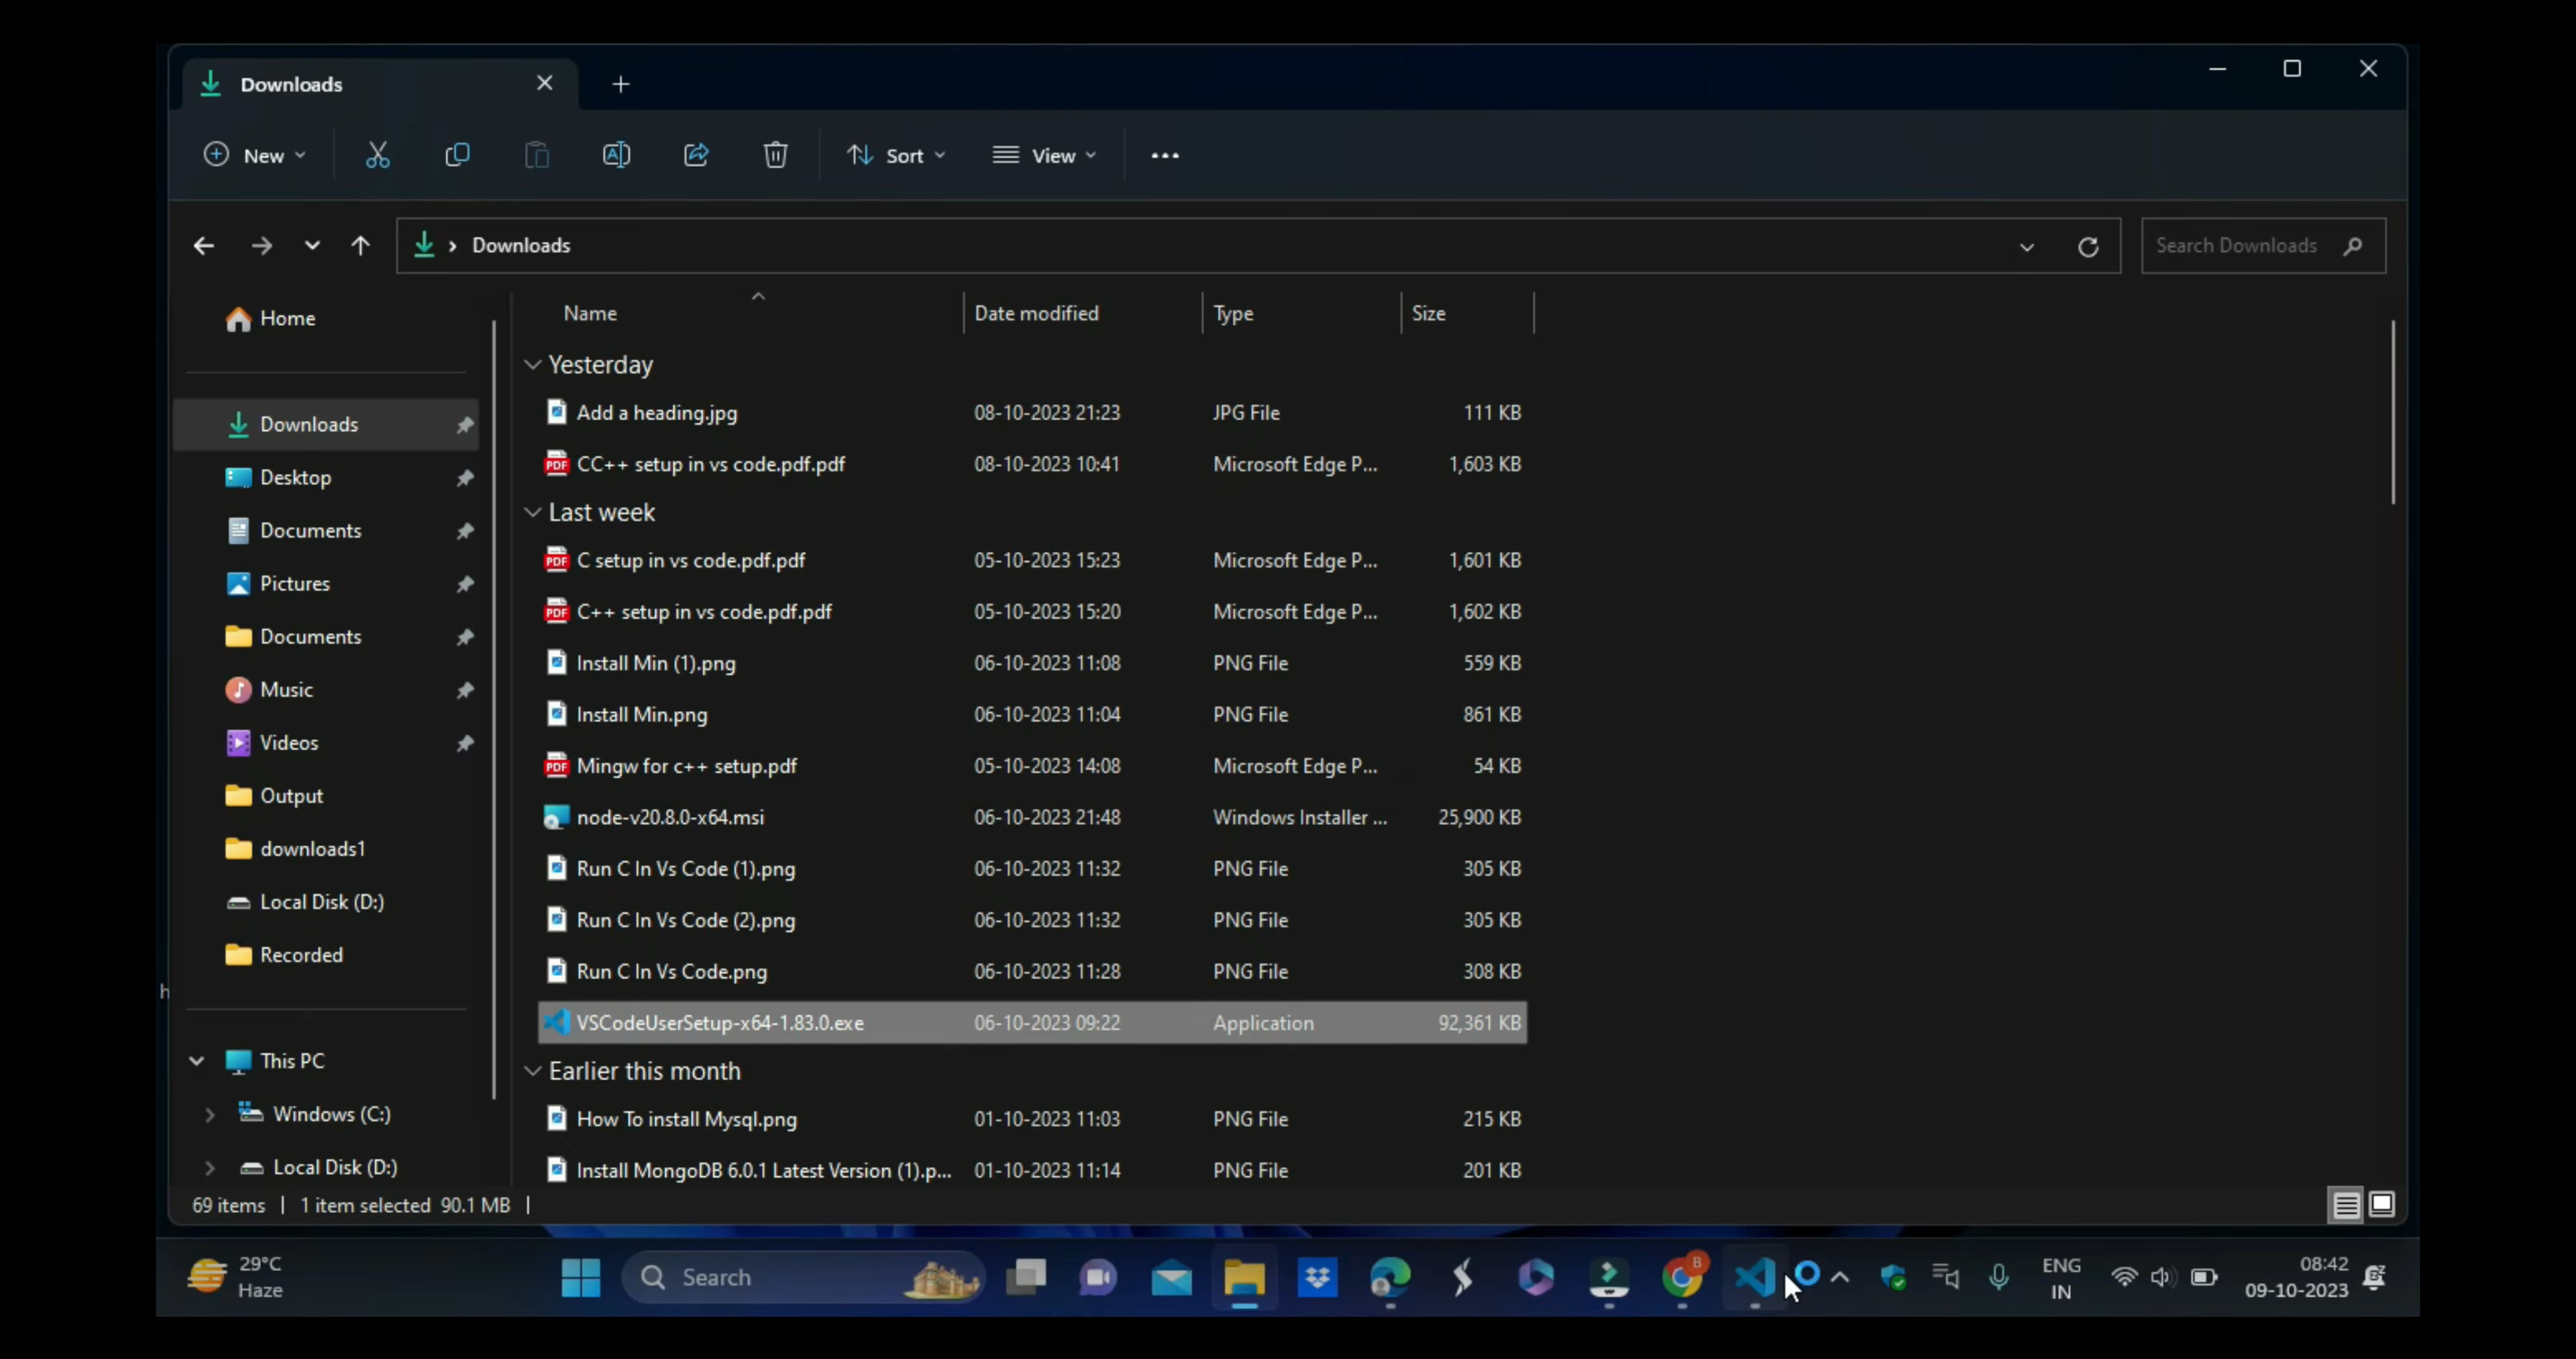 Downloads
New
Sort
View
Downloads
Search Downloads
Home
Downloads
Desktop
Documents
Pictures
Documents
Music
Videos
Output
downloads1
Local Disk (D:)
Recorded
This PC
Windows (C:)
Local Disk (D:)
Name Date modified Type Size
Yesterday
Add a heading.jpg 08-10-2023 21:23 JPG File 111 KB
CC++ setup in vs code.pdf.pdf 08-10-2023 10:41 Microsoft Edge P... 1,603 KB
Last week
C setup in vs code.pdf.pdf 05-10-2023 15:23 Microsoft Edge P... 1,601 KB
C++ setup in vs code.pdf.pdf 05-10-2023 15:20 Microsoft Edge P... 1,602 KB
Install Min (1).png 06-10-2023 11:08 PNG File 559 KB
Install Min.png 06-10-2023 11:04 PNG File 861 KB
Mingw for c++ setup.pdf 05-10-2023 14:08 Microsoft Edge P... 54 KB
node-v20.8.0-x64.msi 06-10-2023 21:48 Windows Installer ... 25,900 KB
Run C In Vs Code (1).png 06-10-2023 11:32 PNG File 305 KB
Run C In Vs Code (2).png 06-10-2023 11:32 PNG File 305 KB
Run C In Vs Code.png 06-10-2023 11:28 PNG File 308 KB
VSCodeUserSetup-x64-1.83.0.exe 06-10-2023 09:22 Application 92,361 KB
Earlier this month
How To install Mysql.png 01-10-2023 11:03 PNG File 215 KB
Install MongoDB 6.0.1 Latest Version (1).p... 01-10-2023 11:14 PNG File 201 KB
h
69 items | 1 item selected 90.1 MB |
29°C
Haze
Search
B
ENG
IN
08:42
09-10-2023